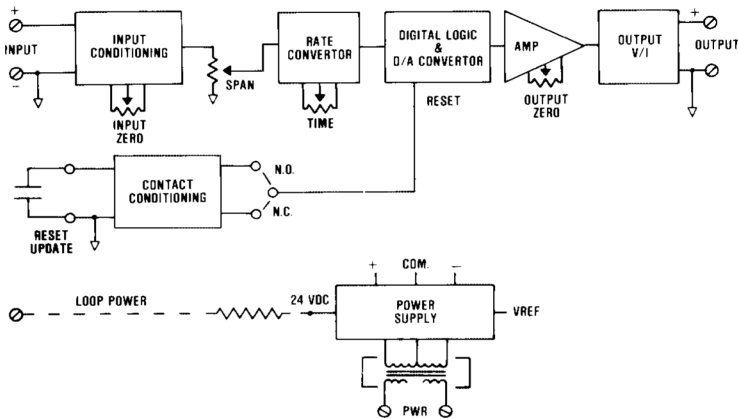 +
INPUT
−
INPUT
CONDITIONING
INPUT
ZERO
SPAN
RATE
CONVERTOR
TIME
DIGITAL LOGIC
&
D/A CONVERTOR
RESET
AMP
OUTPUT
ZERO
OUTPUT
V/I
+
OUTPUT
−
CONTACT
CONDITIONING
N.O.
N.C.
RESET
UPDATE
LOOP POWER
24 VDC
+ COM. −
POWER
SUPPLY
VREF
PWR